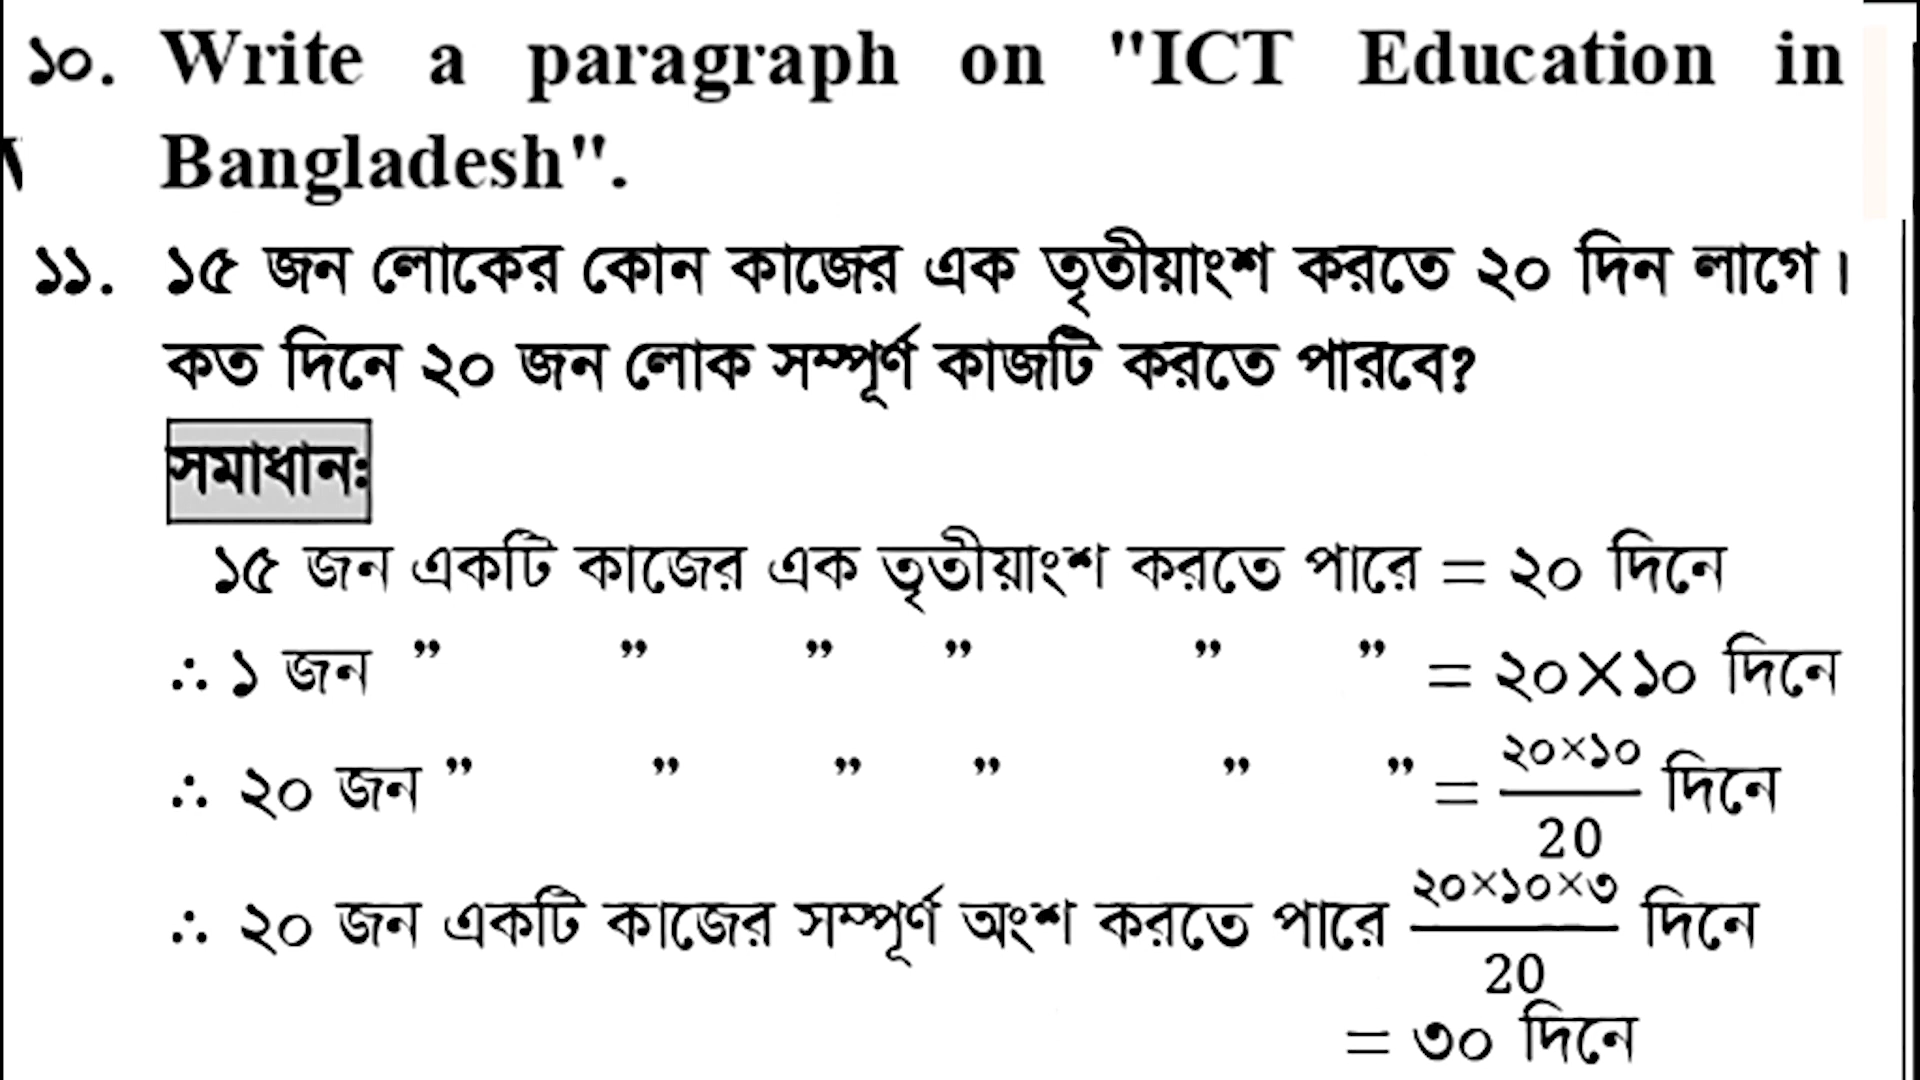 ১০. Write a paragraph on "ICT Education in
Bangladesh".
১১. ১৫ জন লোকের কোন কাজের এক তৃতীয়াংশ করতে ২০ দিন লাগে।
কত দিনে ২০ জন লোক সম্পূর্ণ কাজটি করতে পারবে?
সমাধানঃ
১৫ জন একটি কাজের এক তৃতীয়াংশ করতে পারে = ২০ দিনে
∴ ১ জন ” ” ” ” ” ” = ২০×১০ দিনে
∴ ২০ জন ” ” ” ” ” ” = ২০×১০/20 দিনে
∴ ২০ জন একটি কাজের সম্পূর্ণ অংশ করতে পারে ২০×১০×৩/20 দিনে
= ৩০ দিনে